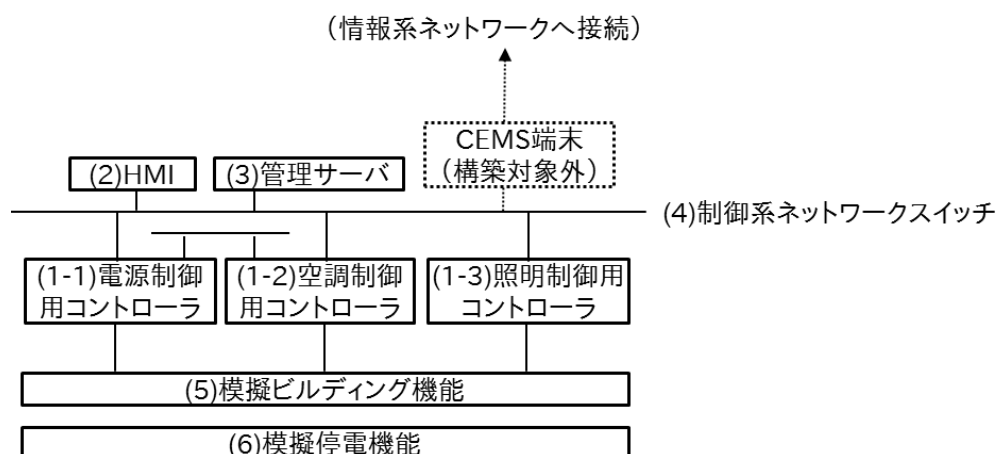 (情報系ネットワークへ接続)
CEMS端末
(構築対象外)
(2)HMI
(3)管理サーバ
(4)制御系ネットワークスイッチ
(1-1)電源制御
用コントローラ
(1-2)空調制御
用コントローラ
(1-3)照明制御用
コントローラ
(5)模擬ビルディング機能
(6)模擬停電機能